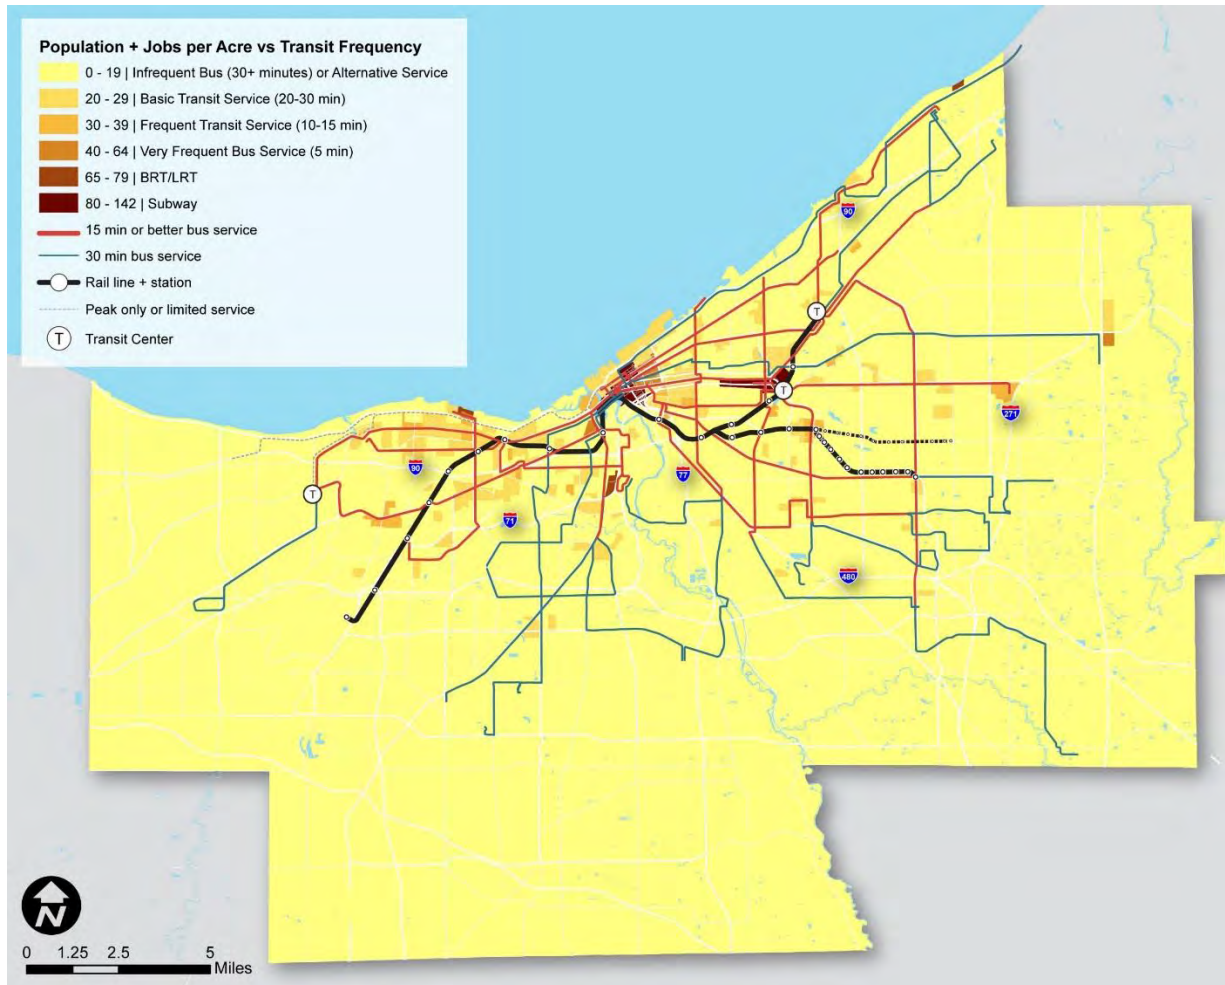 Population + Jobs per Acre vs Transit Frequency
0 - 19 | Infrequent Bus (30+ minutes) or Alternative Service
20 - 29 | Basic Transit Service (20-30 min)
30 - 39 | Frequent Transit Service (10-15 min)
40 - 64 | Very Frequent Bus Service (5 min)
65 - 79 | BRT/LRT
80 - 142 | Subway
15 min or better bus service
30 min bus service
Rail line + station
Peak only or limited service
T Transit Center
90
T
T
271
90
77
T
71
480
N
0 1.25 2.5 5
Miles